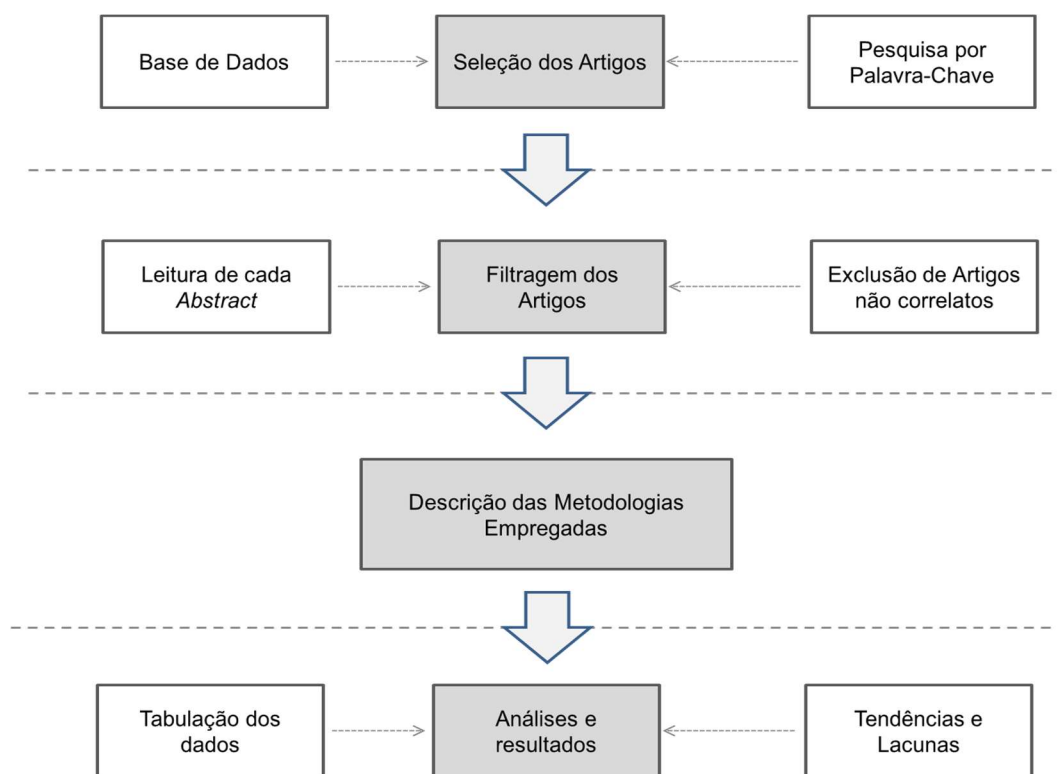 Base de Dados
Seleção dos Artigos
Pesquisa por
Palavra-Chave
Leitura de cada
Abstract
Filtragem dos
Artigos
Exclusão de Artigos
não correlatos
Descrição das Metodologias
Empregadas
Tabulação dos
dados
Análises e
resultados
Tendências e
Lacunas